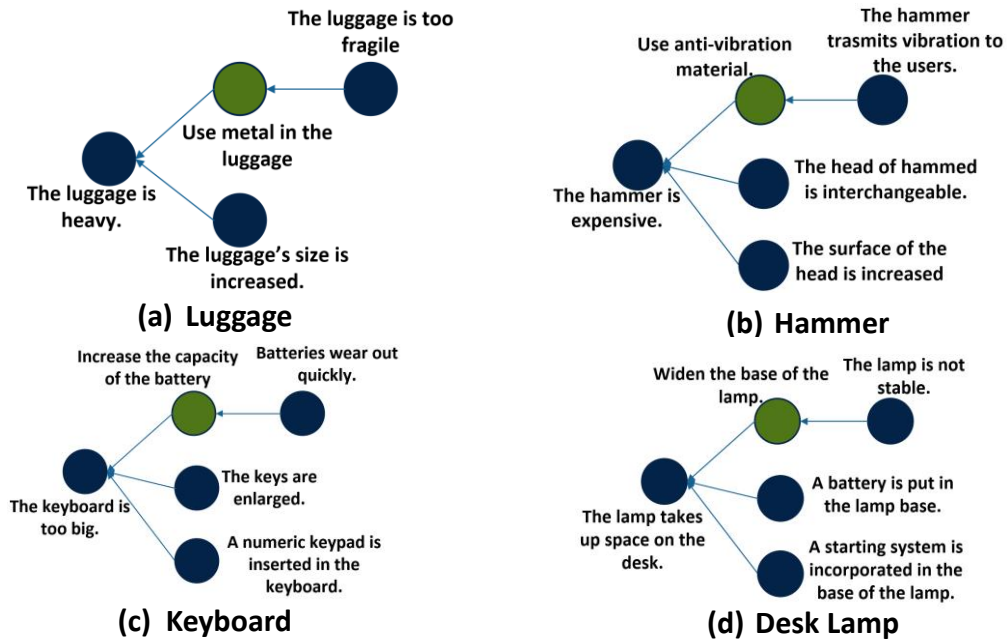 The luggage is too
fragile
Use metal in the
luggage
The luggage is
heavy.
The luggage's size is
increased.
(a) Luggage
The hammer
trasmits vibration to
the users.
Use anti-vibration
material.
The head of hammed
is interchangeable.
The hammer is
expensive.
The surface of the
head is increased
(b) Hammer
Increase the capacity
of the battery
Batteries wear out
quickly.
The keys are
enlarged.
The keyboard is
too big.
A numeric keypad is
inserted in the
keyboard.
(c) Keyboard
Widen the base of the
lamp.
The lamp is not
stable.
A battery is put in
the lamp base.
The lamp takes
up space on the
desk.
A starting system is
incorporated in the
base of the lamp.
(d) Desk Lamp